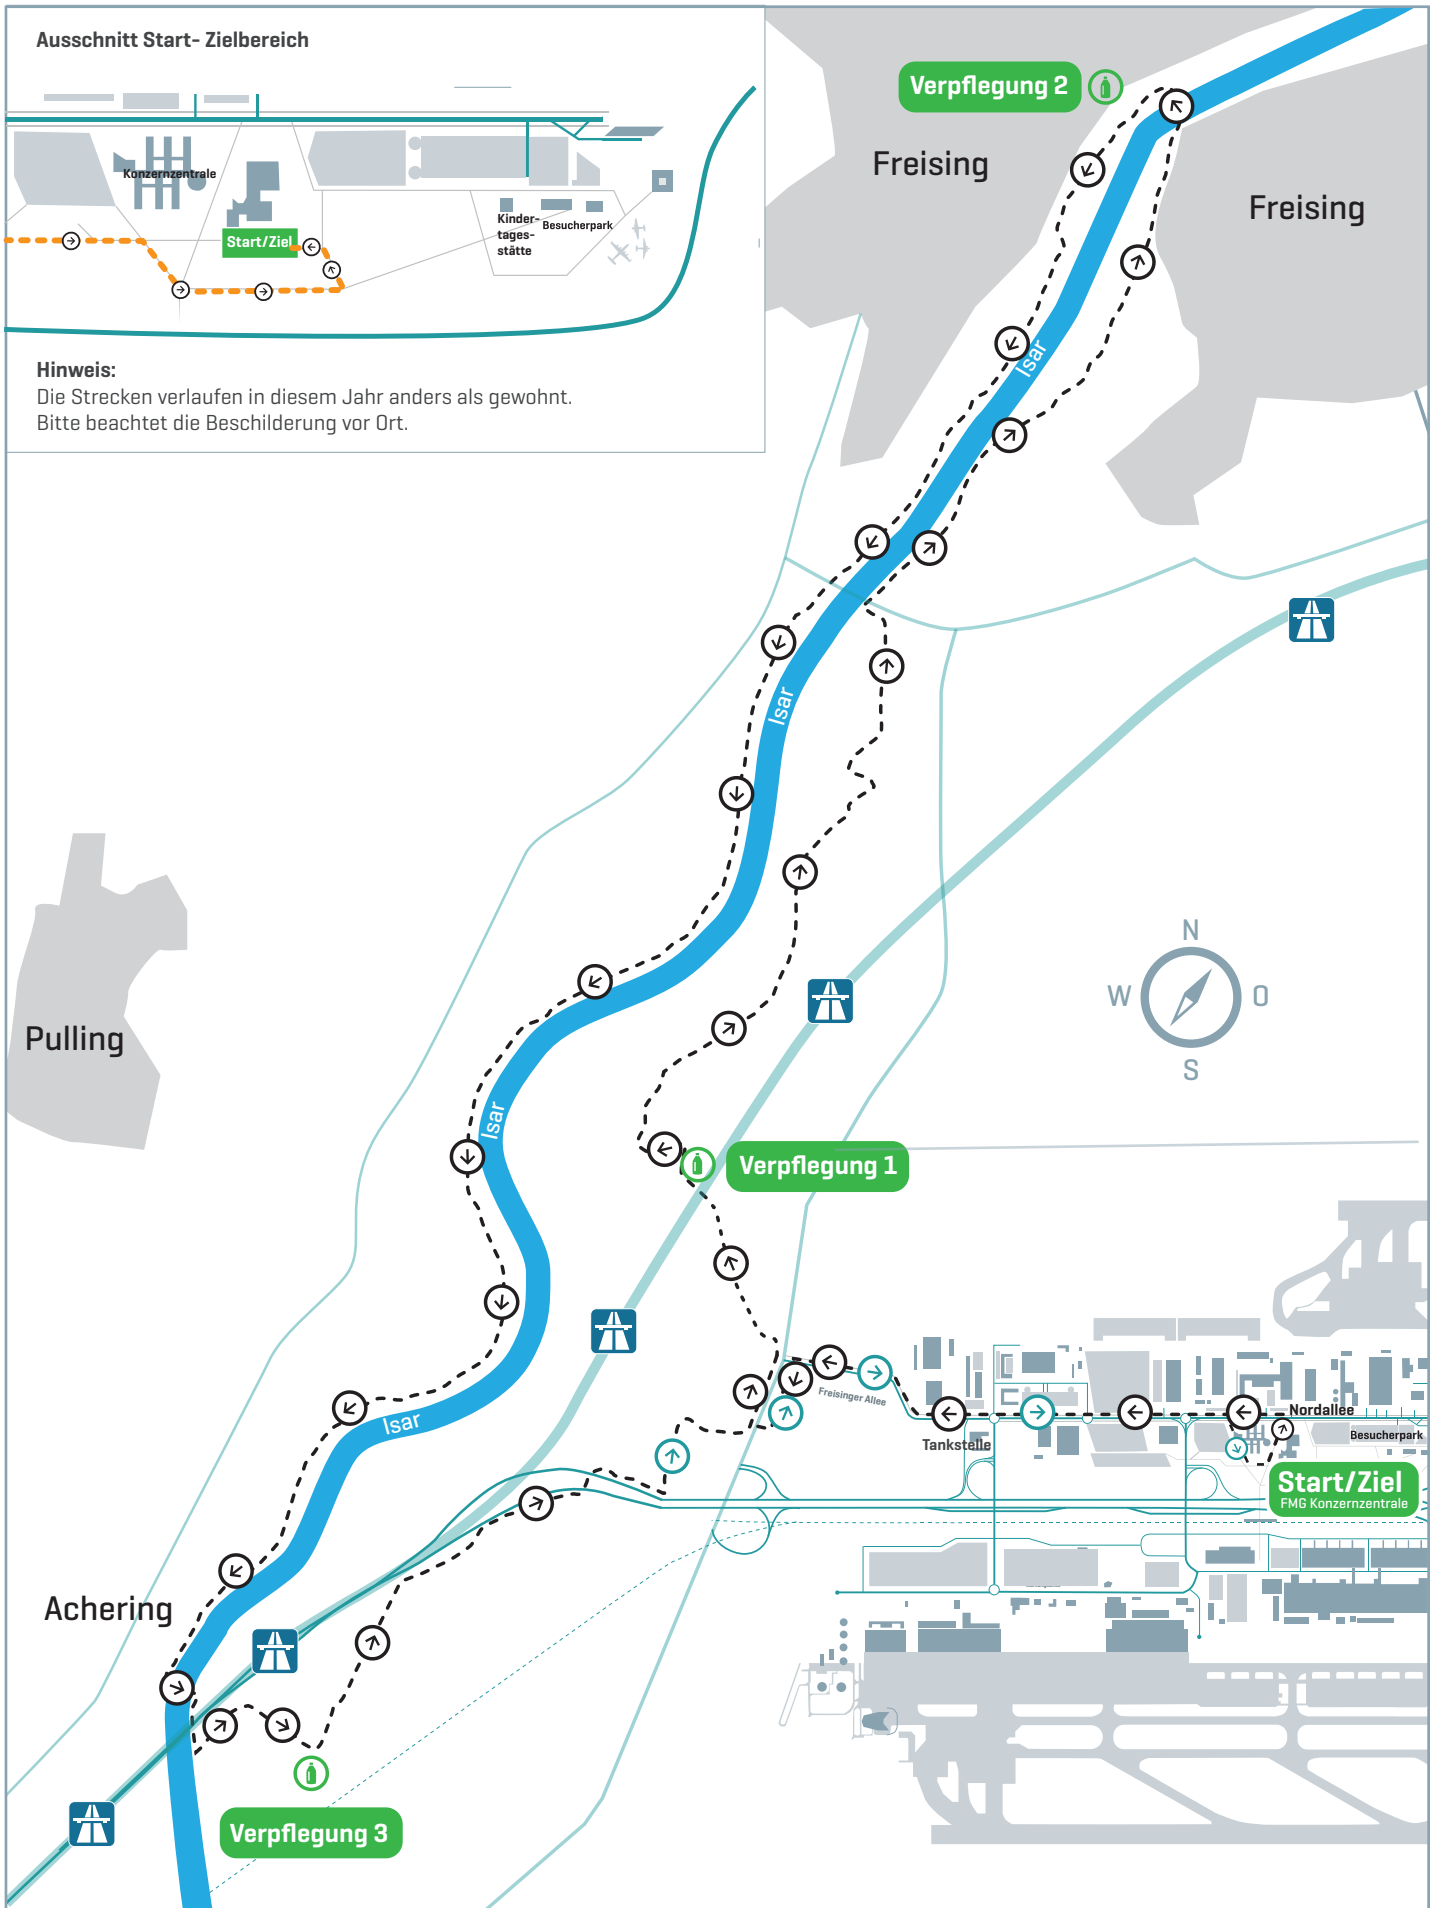 Ausschnitt Start- Zielbereich
Konzernzentrale
Start/Ziel
Kinder-
tages-
stätte
Besucherpark
Hinweis:
Die Strecken verlaufen in diesem Jahr anders als gewohnt.
Bitte beachtet die Beschilderung vor Ort.
Verpflegung 2
Freising
Freising
Isar
Isar
N
W
O
S
Pulling
Isar
Verpflegung 1
Freisinger Allee
Nordallee
Isar
Tankstelle
Besucherpark
Start/Ziel
FMG Konzernzentrale
Achering
Verpflegung 3